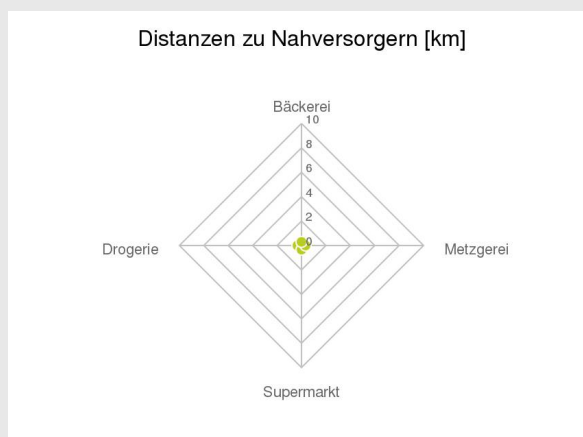 Distanzen zu Nahversorgern [km]
Bäckerei
10
8
6
4
2
0
Drogerie
Metzgerei
Supermarkt